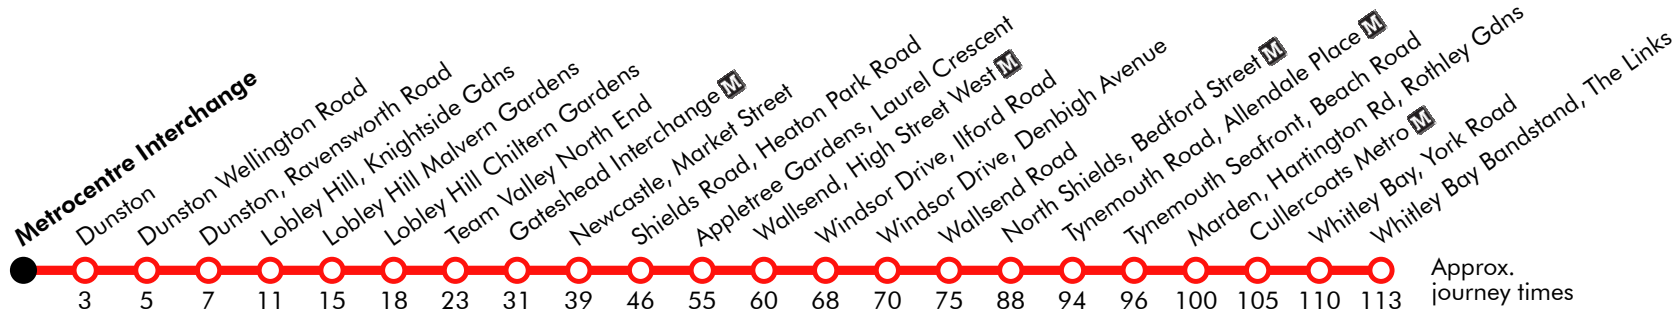 Metrocentre Interchange
Dunston
Dunston Wellington Road
Dunston, Ravensworth Road
Lobley Hill, Knightside Gdns
Lobley Hill Malvern Gardens
Lobley Hill Chiltern Gardens
Team Valley North End
Gateshead Interchange M
Newcastle, Market Street
Shields Road, Heaton Park Road
Appletree Gardens, Laurel Crescent
Wallsend, High Street West M
Windsor Drive, Ilford Road
Windsor Drive, Denbigh Avenue
Wallsend Road
North Shields, Bedford Street M
Tynemouth Road, Allendale Place M
Tynemouth Seafront, Beach Road
Marden, Hartington Rd, Rothley Gdns
Cullercoats Metro M
Whitley Bay, York Road
Whitley Bay Bandstand, The Links
3 5 7 11 15 18 23 31 39 46 55 60 68 70 75 88 94 96 100 105 110 113
Approx.
journey times